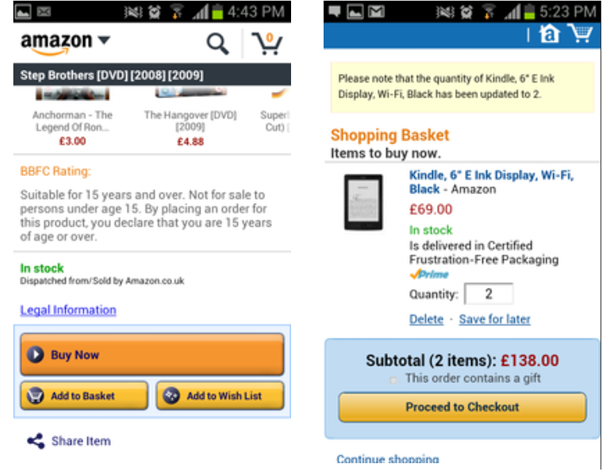 4:43 PM
amazon
0
Step Brothers [DVD] [2008] [2009]
Anchorman - The
Legend Of Ron...
£3.00
The Hangover [DVD]
[2009]
£4.88
Super
Cut) [
BBFC Rating:
Suitable for 15 years and over. Not for sale to
persons under age 15. By placing an order for
this product, you declare that you are 15 years
of age or over.
In stock
Dispatched from/Sold by Amazon.co.uk
Legal Information
Buy Now
Add to Basket
Add to Wish List
Share Item
5:23 PM
a
Please note that the quantity of Kindle, 6" E Ink
Display, Wi-Fi, Black has been updated to 2.
Shopping Basket
Items to buy now.
Kindle, 6" E Ink Display, Wi-Fi,
Black - Amazon
£69.00
In stock
Is delivered in Certified
Frustration-Free Packaging
Prime
Quantity: 2
Delete - Save for later
Subtotal (2 items): £138.00
This order contains a gift
Proceed to Checkout
Continue shopping